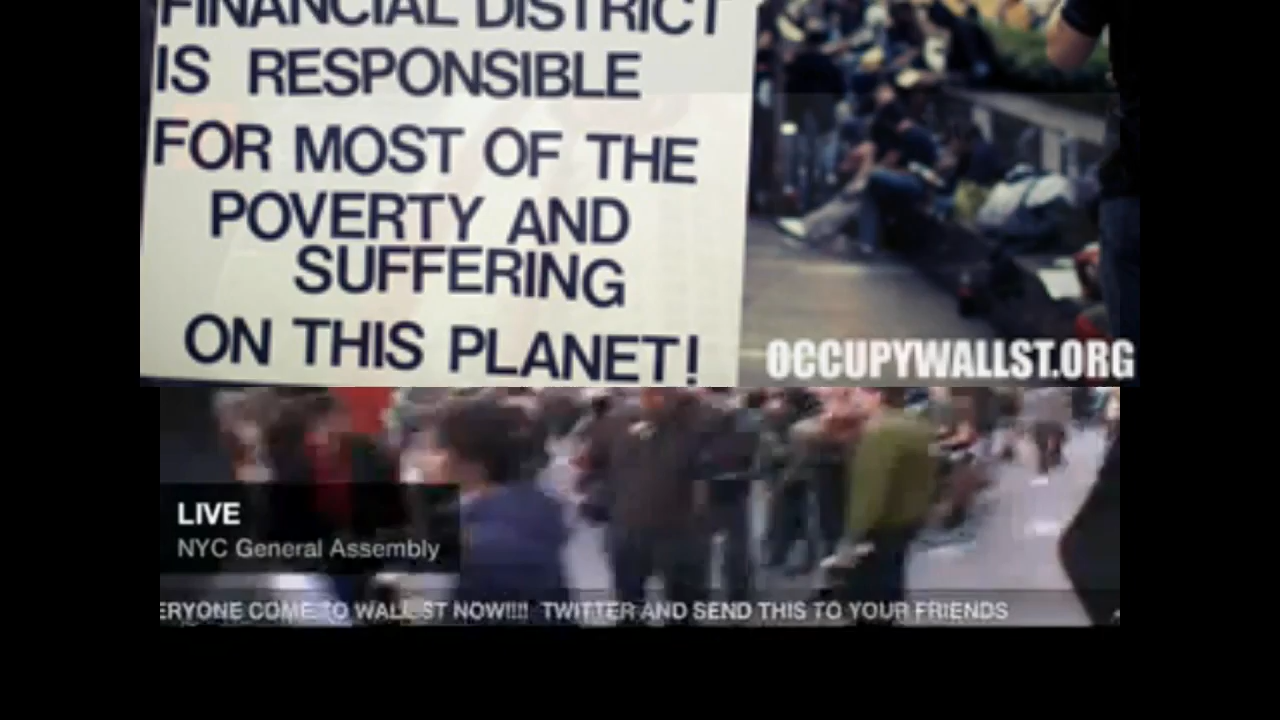 FINANCIAL DISTRICT
IS RESPONSIBLE
FOR MOST OF THE
POVERTY AND
SUFFERING
ON THIS PLANET!
OCCUPYWALLST.ORG
LIVE
NYC General Assembly
ERYONE COME TO WALL ST NOW!!!! TWITTER AND SEND THIS TO YOUR FRIENDS